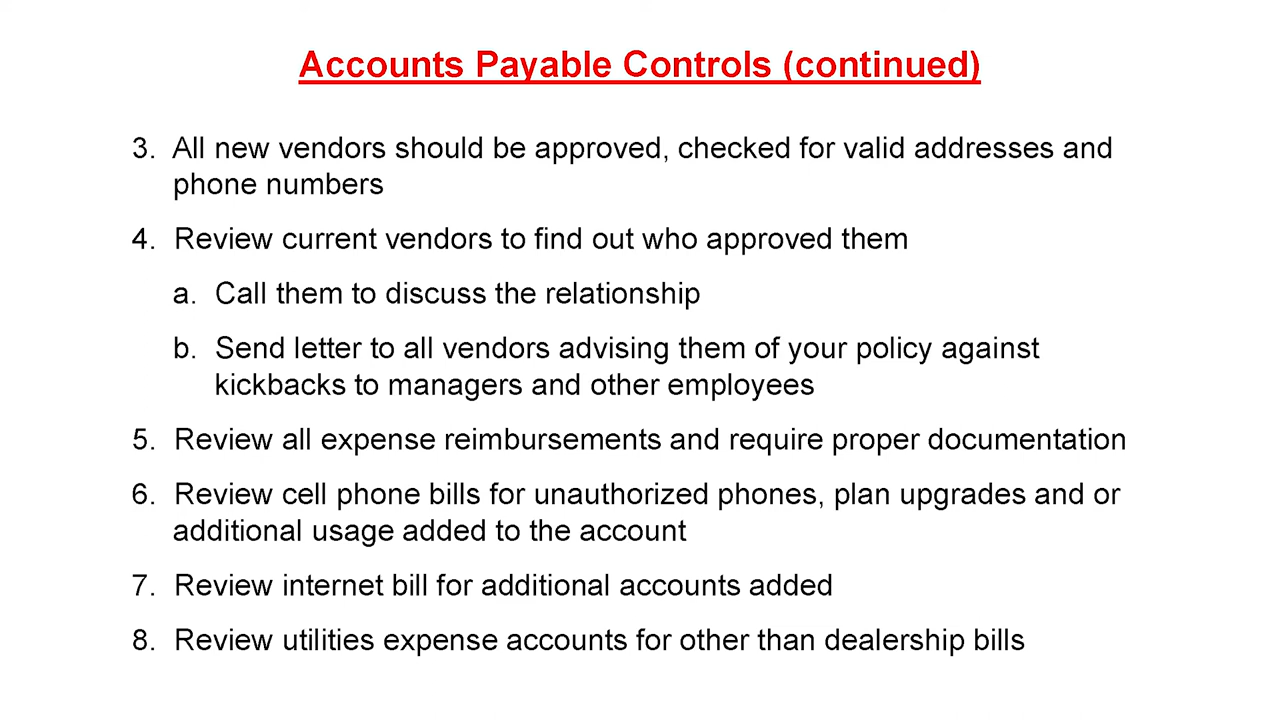 Accounts Payable Controls (continued)
3. All new vendors should be approved, checked for valid addresses and
phone numbers
4. Review current vendors to find out who approved them
a. Call them to discuss the relationship
b. Send letter to all vendors advising them of your policy against
kickbacks to managers and other employees
5. Review all expense reimbursements and require proper documentation
6. Review cell phone bills for unauthorized phones, plan upgrades and or
additional usage added to the account
7. Review internet bill for additional accounts added
8. Review utilities expense accounts for other than dealership bills